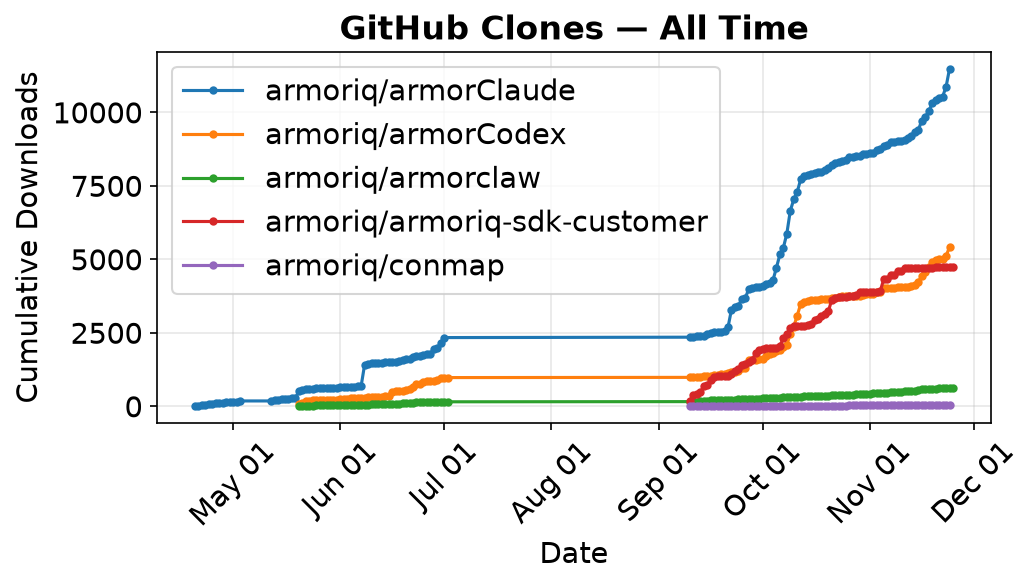 GitHub Clones — All Time
armoriq/armorClaude
armoriq/armorCodex
armoriq/armorclaw
armoriq/armoriq-sdk-customer
armoriq/conmap
Cumulative Downloads
10000
7500
5000
2500
0
May 01
Jun 01
Jul 01
Aug 01
Sep 01
Oct 01
Nov 01
Dec 01
Date